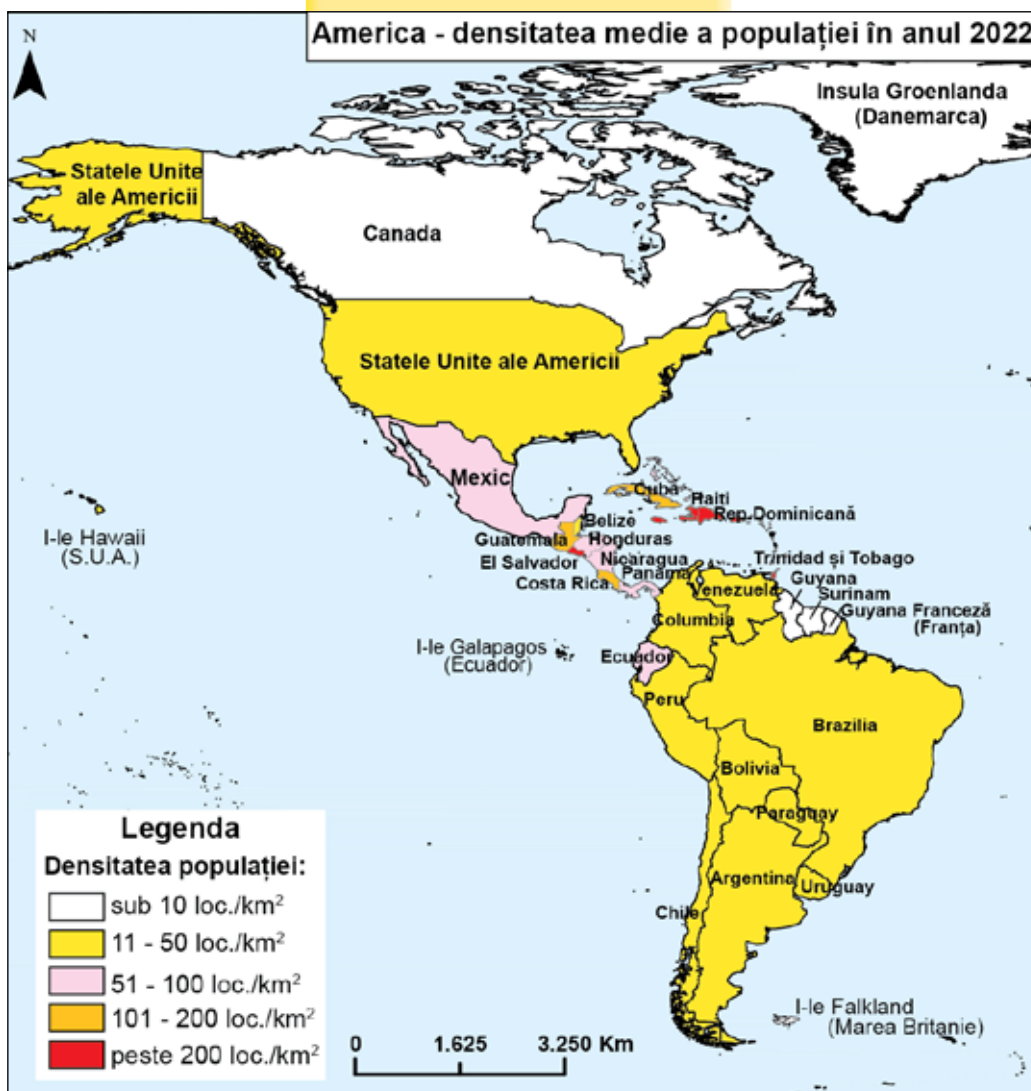 America - densitatea medie a populației în anul 2022
N
Insula Groenlanda
(Danemarca)
Statele Unite
ale Americii
Canada
Statele Unite ale Americii
Mexic
Cuba
Haiti
Rep.Dominicană
I-le Hawaii
(S.U.A.)
Belize
Guatemala
Honduras
El Salvador
Nicaragua
Costa Rica
Panama
Trinidad și Tobago
Venezuela
Guyana
Surinam
Guyana Franceză
(Franța)
Columbia
I-le Galapagos
(Ecuador)
Ecuador
Peru
Brazilia
Bolivia
Paraguay
Argentina
Uruguay
Chile
I-le Falkland
(Marea Britanie)
Legenda
Densitatea populației:
sub 10 loc./km²
11 - 50 loc./km²
51 - 100 loc./km²
101 - 200 loc./km²
peste 200 loc./km²
0 1.625 3.250 Km